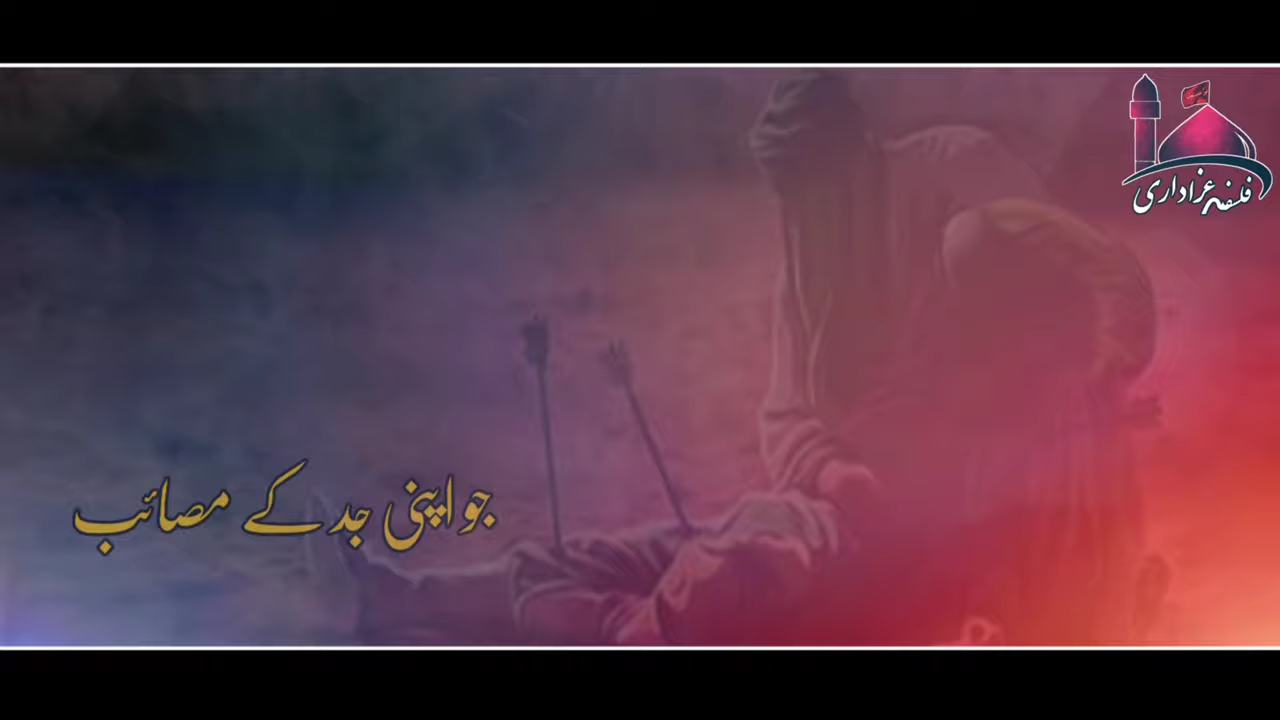 فلسفہ عزاداری
جو اپنی جد کے مصائب